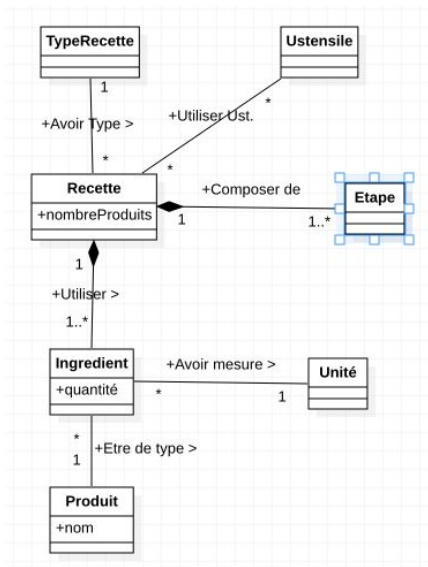 TypeRecette
Ustensile
1
+Avoir Type >
*
+Utiliser Ust.
*
*
Recette
+nombreProduits
+Composer de
1
1..*
Etape
1
+Utiliser >
1..*
Ingredient
+quantité
+Avoir mesure >
*
1
Unité
*
1
+Etre de type >
Produit
+nom